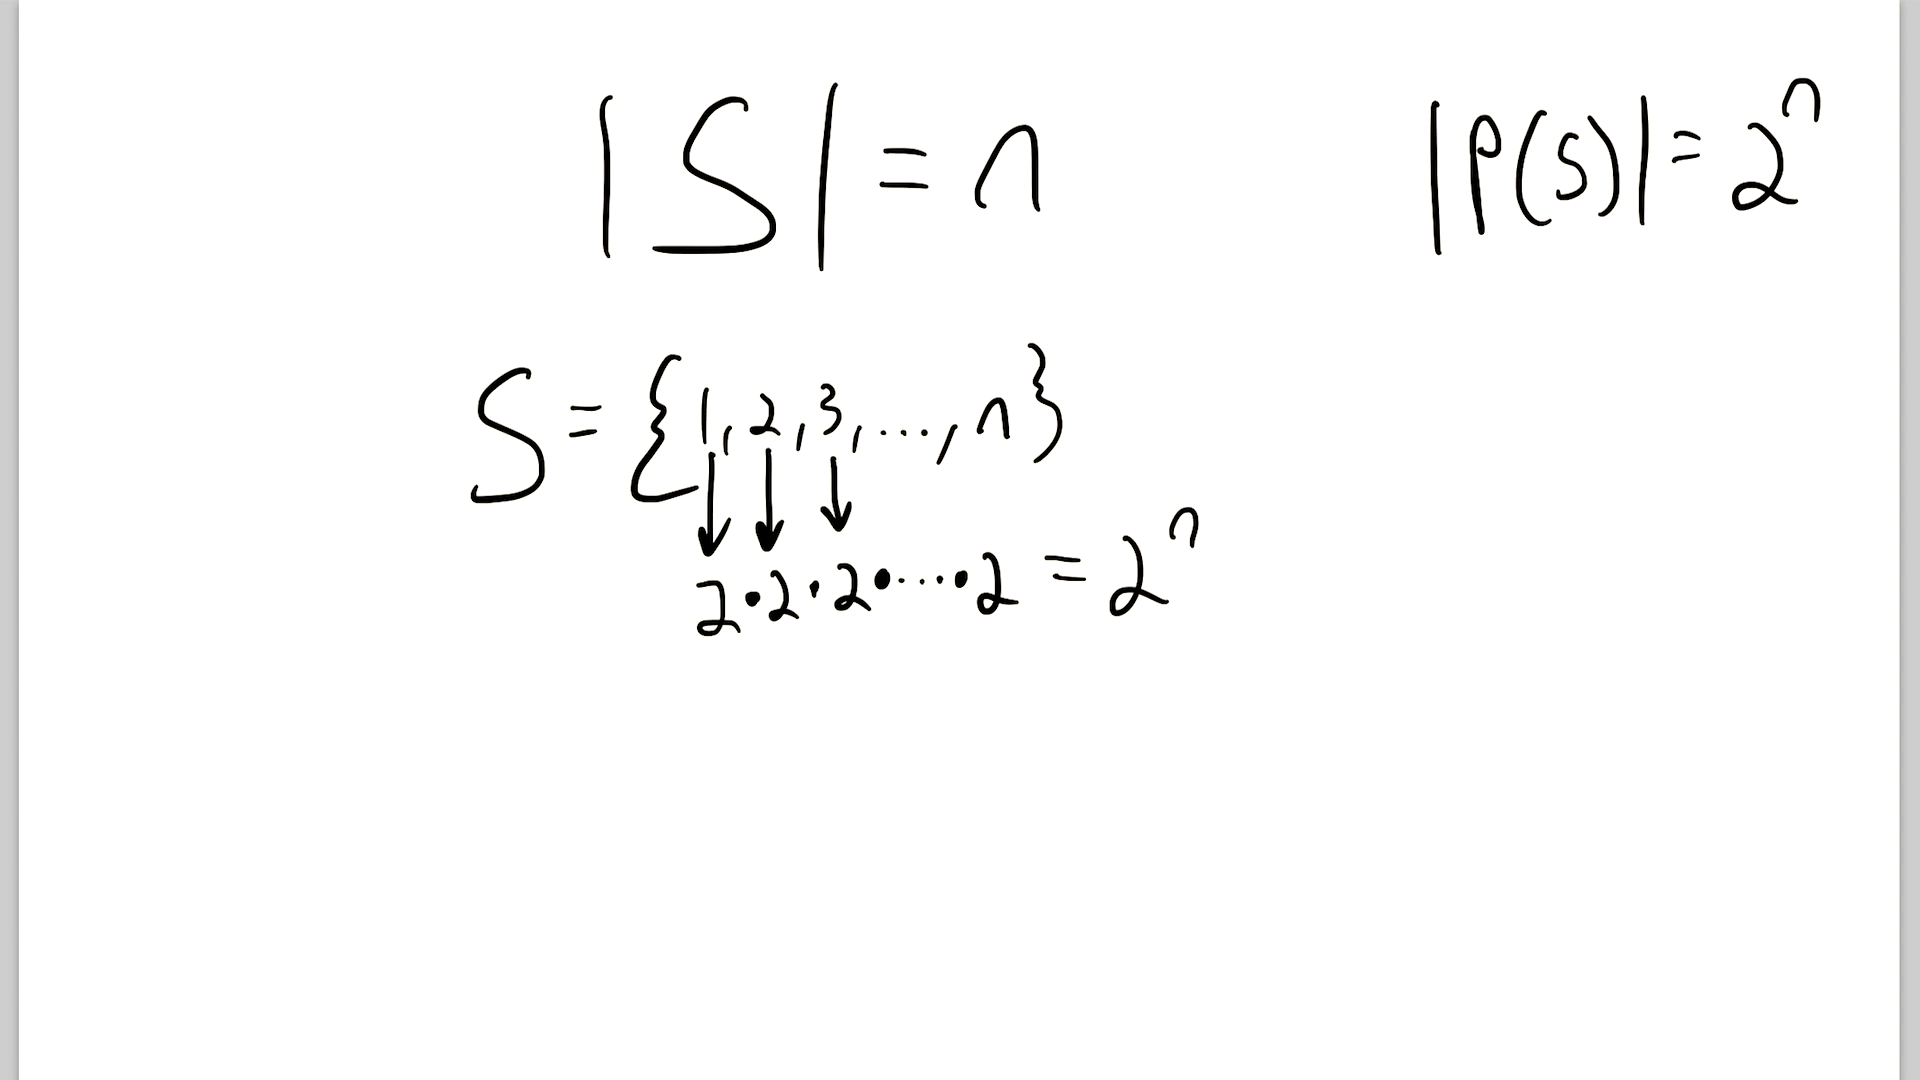 |S| = n
|P(S)| = 2ⁿ
S = {1, 2, 3, ..., n}
2 · 2 · 2 · ... · 2 = 2ⁿ